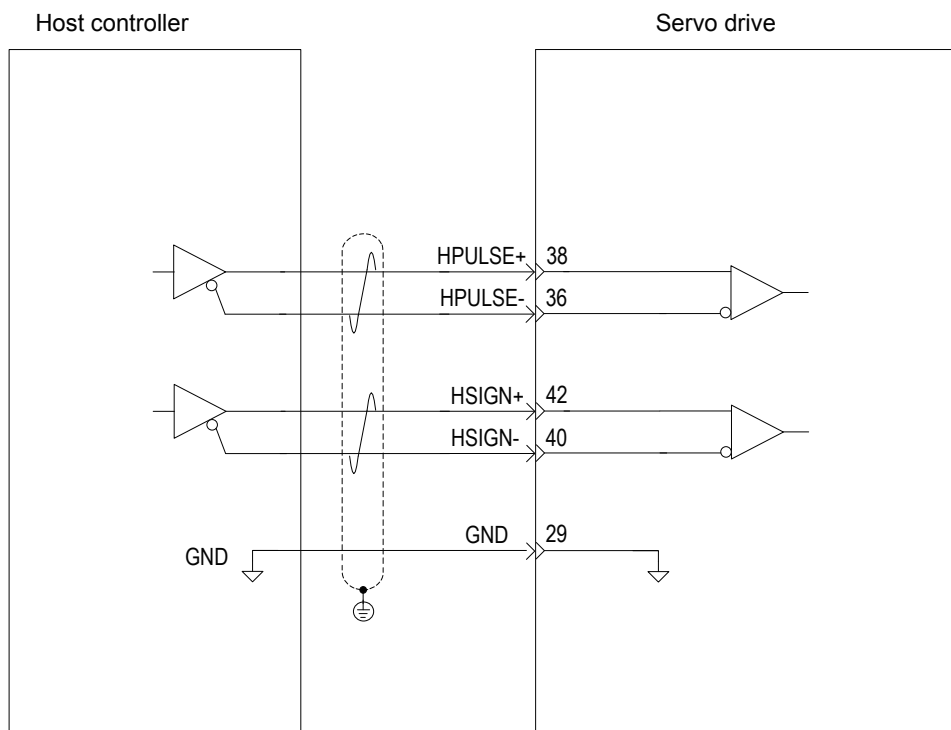 Host controller
Servo drive
HPULSE+ 38
HPULSE- 36
HSIGN+ 42
HSIGN- 40
GND 29
GND